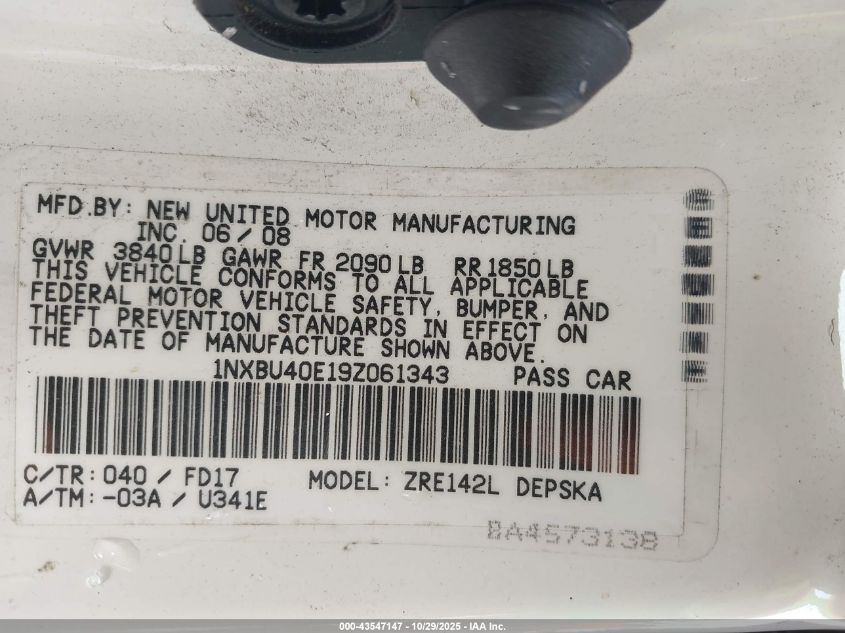 MFD.BY: NEW UNITED MOTOR MANUFACTURING
INC. 06/08
GVWR 3840LB GAWR FR 2090LB RR1850LB
THIS VEHICLE CONFORMS TO ALL APPLICABLE
FEDERAL MOTOR VEHICLE SAFETY, BUMPER, AND
THEFT PREVENTION STANDARDS IN EFFECT ON
THE DATE OF MANUFACTURE SHOWN ABOVE.
1NXBU40E19Z061343 PASS CAR
C/TR: 040 / FD17 MODEL: ZRE142L DEPSKA
A/TM: -03A / U341E
BA4573138
000-43547147 - 10/29/2025 - IAA Inc.